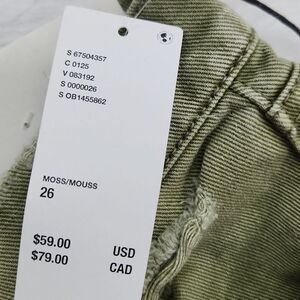 S 67504357
C 0125
V 083192
S 0000026
S OB1455862
MOSS/MOUSS
26
$59.00 USD
$79.00 CAD